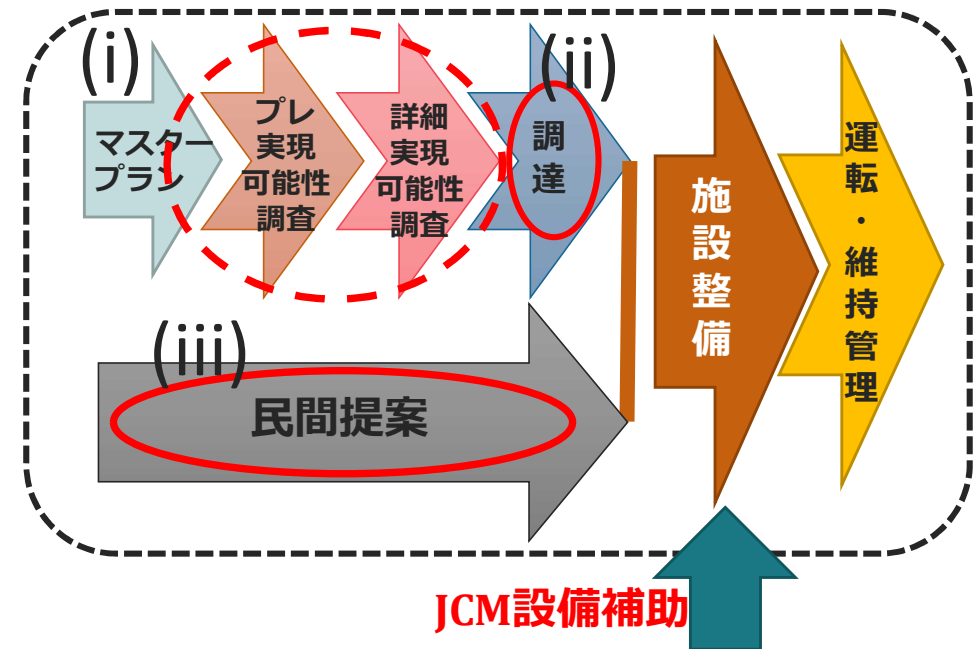 (i)
マスター
プラン
プレ
実現
可能性
調査
詳細
実現
可能性
調査
(ii)
調
達
(iii)
民間提案
施
設
整
備
運
転
・
維
持
管
理
JCM設備補助